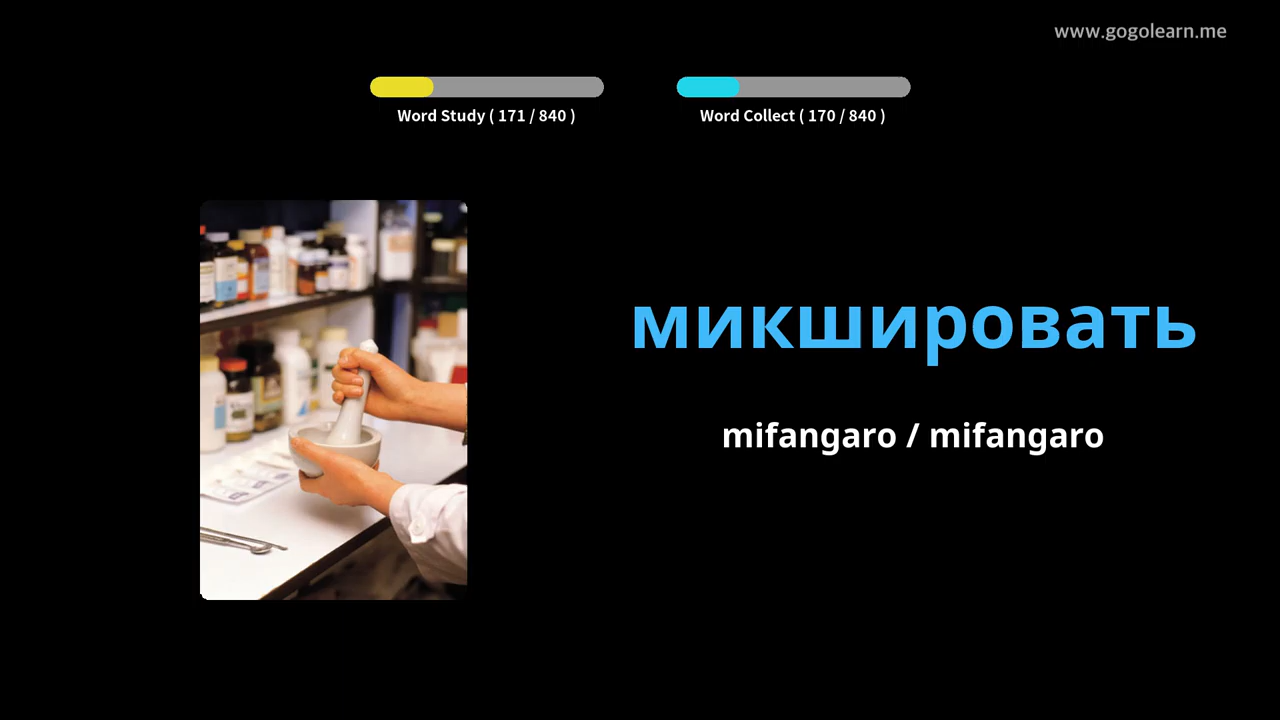 www.gogolearn.me
Word Study ( 171 / 840 )
Word Collect ( 170 / 840 )
микшировать
mifangaro / mifangaro